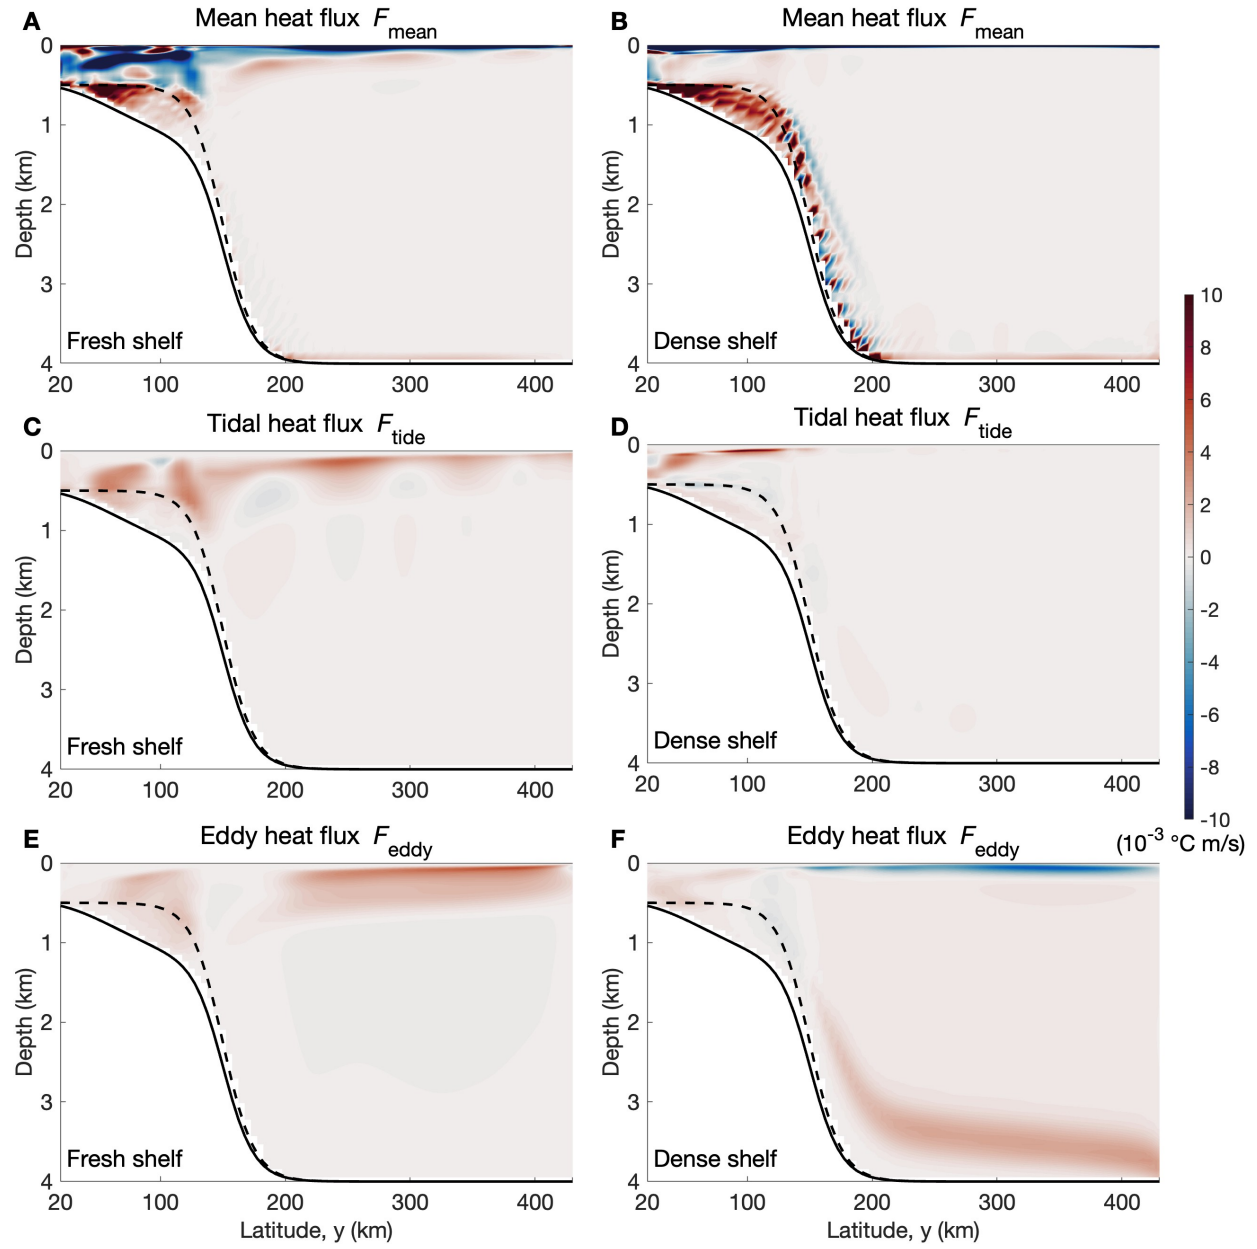 A Mean heat flux F_mean
B Mean heat flux F_mean
0
1
2
3
4
Depth (km)
Fresh shelf
20 100 200 300 400
0
1
2
3
4
Depth (km)
Dense shelf
20 100 200 300 400
C Tidal heat flux F_tide
D Tidal heat flux F_tide
0
1
2
3
4
Depth (km)
Fresh shelf
20 100 200 300 400
0
1
2
3
4
Depth (km)
Dense shelf
20 100 200 300 400
10
8
6
4
2
0
-2
-4
-6
-8
-10
(10⁻³ °C m/s)
E Eddy heat flux F_eddy
F Eddy heat flux F_eddy
0
1
2
3
4
Depth (km)
Fresh shelf
20 100 200 300 400
Latitude, y (km)
0
1
2
3
4
Depth (km)
Dense shelf
20 100 200 300 400
Latitude, y (km)